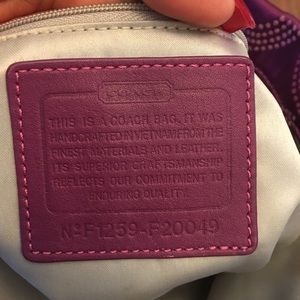 COACH
THIS IS A COACH BAG. IT WAS
HANDCRAFTED IN VIETNAM FROM THE
FINEST MATERIALS AND LEATHER.
ITS SUPERIOR CRAFTSMANSHIP
REFLECTS OUR COMMITMENT TO
ENDURING QUALITY.
Nº F1259-F20049